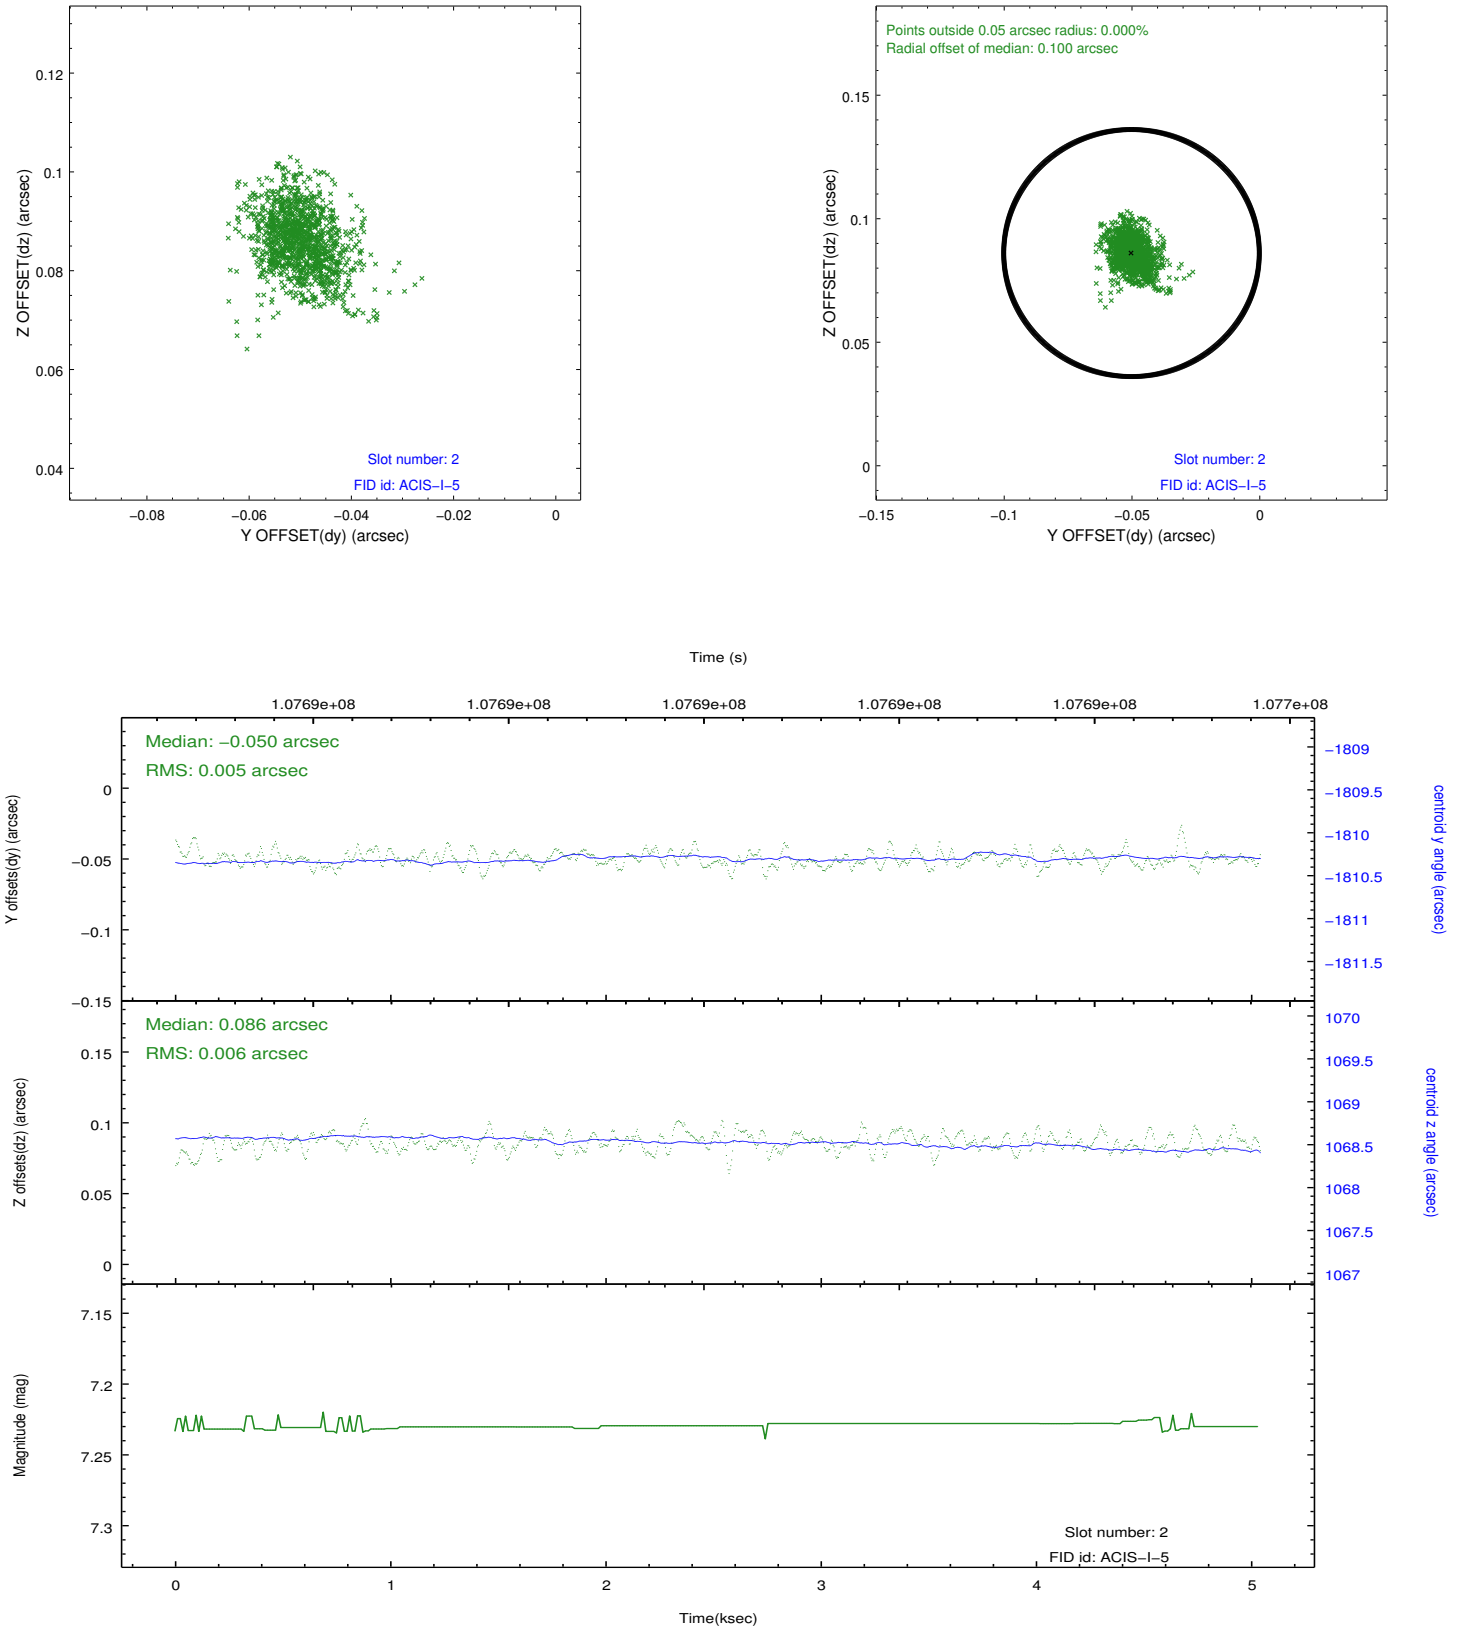 0.12
0.1
0.08
0.06
0.04
Z OFFSET(dz) (arcsec)
Slot number: 2
FID id: ACIS−I−5
−0.08
−0.06
−0.04
−0.02
0
Y OFFSET(dy) (arcsec)
Points outside 0.05 arcsec radius: 0.000%
Radial offset of median: 0.100 arcsec
0.15
0.1
0.05
0
Z OFFSET(dz) (arcsec)
Slot number: 2
FID id: ACIS−I−5
−0.15
−0.1
−0.05
0
Y OFFSET(dy) (arcsec)
Time (s)
1.0769e+08
1.0769e+08
1.0769e+08
1.0769e+08
1.0769e+08
1.077e+08
Median: −0.050 arcsec
RMS: 0.005 arcsec
0
−0.05
−0.1
−0.15
Y offsets(dy) (arcsec)
−1809
−1809.5
−1810
−1810.5
−1811
−1811.5
centroid y angle (arcsec)
Median: 0.086 arcsec
RMS: 0.006 arcsec
0.15
0.1
0.05
0
Z offsets(dz) (arcsec)
1070
1069.5
1069
1068.5
1068
1067.5
1067
centroid z angle (arcsec)
7.15
7.2
7.25
7.3
Magnitude (mag)
Slot number: 2
FID id: ACIS−I−5
0
1
2
3
4
5
Time(ksec)